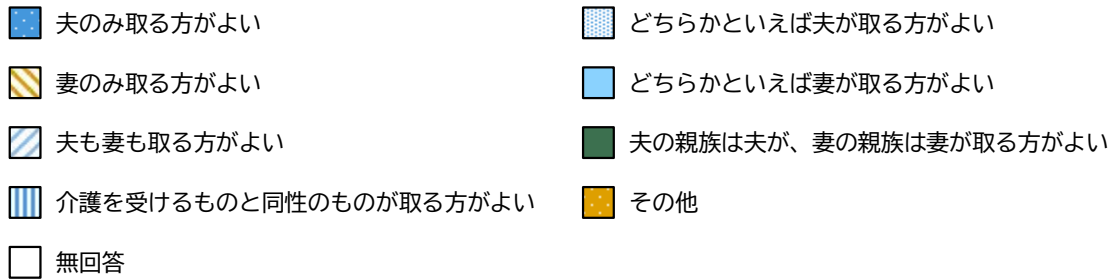 夫のみ取る方がよい
どちらかといえば夫が取る方がよい
妻のみ取る方がよい
どちらかといえば妻が取る方がよい
夫も妻も取る方がよい
夫の親族は夫が、妻の親族は妻が取る方がよい
介護を受けるものと同性のものが取る方がよい
その他
無回答